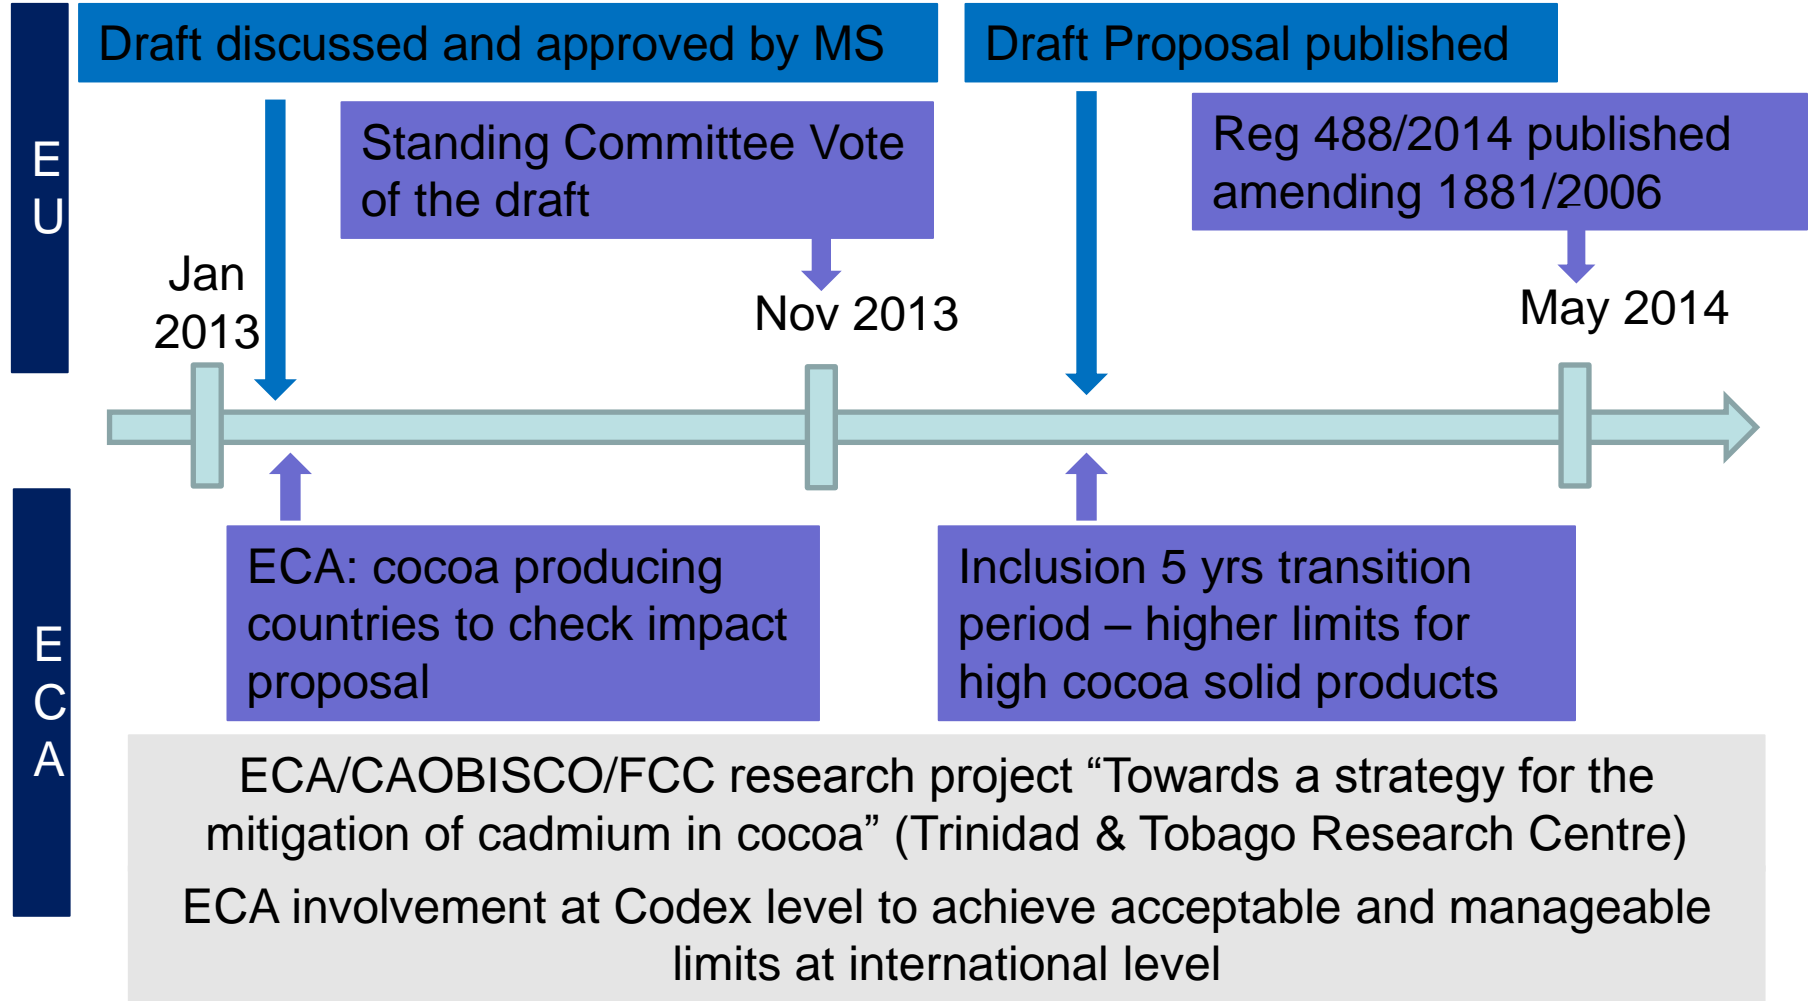 E
U
Draft discussed and approved by MS
Draft Proposal published
Standing Committee Vote
of the draft
Reg 488/2014 published
amending 1881/2006
Jan
2013
Nov 2013
May 2014
E
C
A
ECA: cocoa producing
countries to check impact
proposal
Inclusion 5 yrs transition
period – higher limits for
high cocoa solid products
ECA/CAOBISCO/FCC research project “Towards a strategy for the
mitigation of cadmium in cocoa” (Trinidad & Tobago Research Centre)
ECA involvement at Codex level to achieve acceptable and manageable
limits at international level